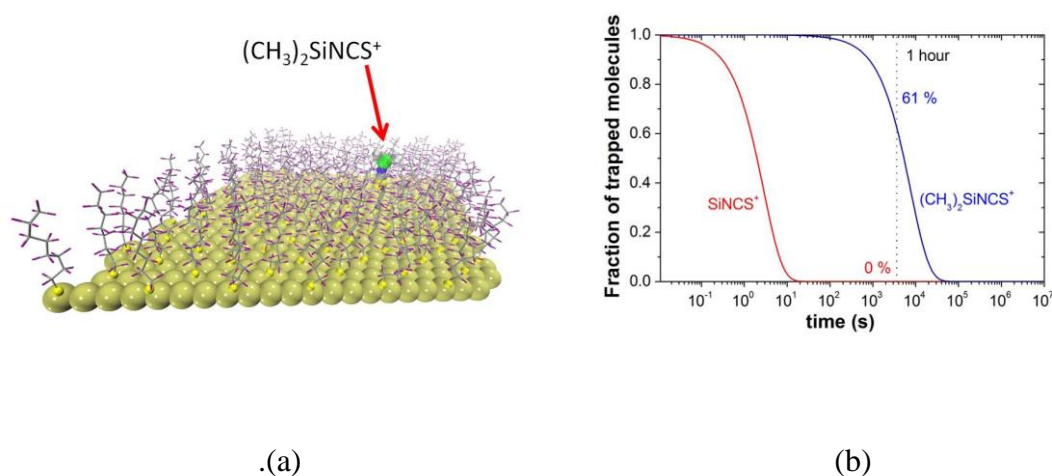 (CH₃)₂SiNCS⁺
Fraction of trapped molecules
1.0
0.8
0.6
0.4
0.2
0.0
1 hour
61 %
SiNCS⁺
(CH₃)₂SiNCS⁺
0 %
10⁻¹ 10⁰ 10¹ 10² 10³ 10⁴ 10⁵ 10⁶ 10⁷
time (s)
.(a) (b)